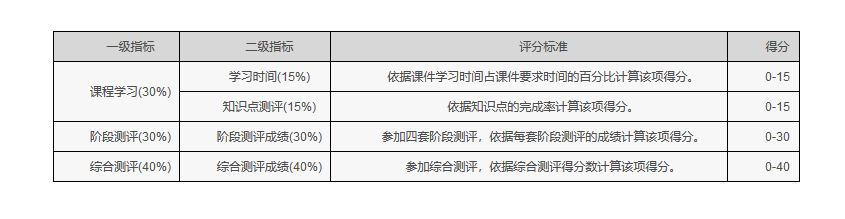 一级指标 二级指标 评分标准 得分
课程学习(30%)
学习时间(15%) 依据课件学习时间占课件要求时间的百分比计算该项得分。 0-15
知识点测评(15%) 依据知识点的完成率计算该项得分。 0-15
阶段测评(30%) 阶段测评成绩(30%) 参加四套阶段测评，依据每套阶段测评的成绩计算该项得分。 0-30
综合测评(40%) 综合测评成绩(40%) 参加综合测评，依据综合测评得分数计算该项得分。 0-40